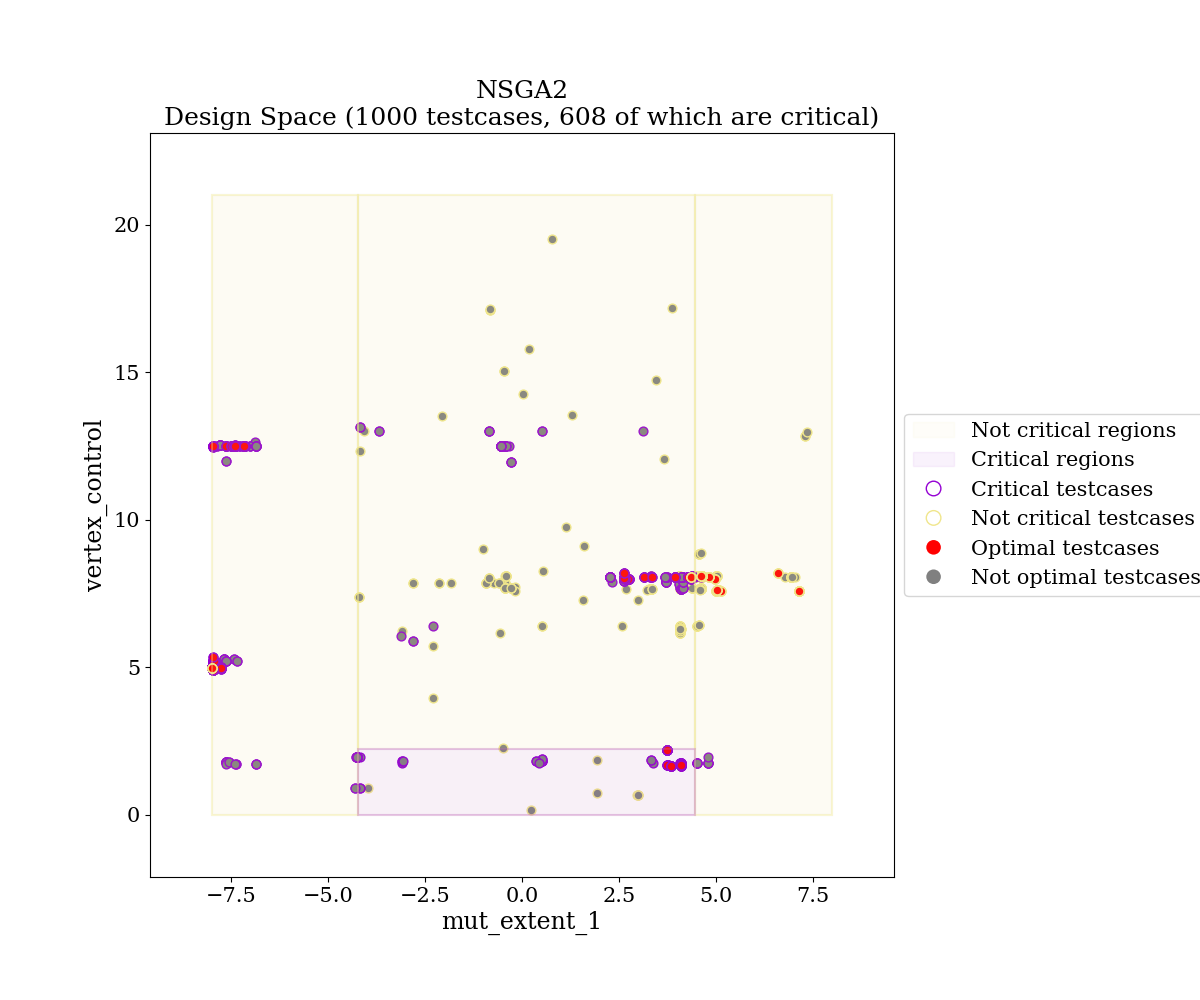 NSGA2
Design Space (1000 testcases, 608 of which are critical)
20
15
10
5
0
vertex_control
−7.5
−5.0
−2.5
0.0
2.5
5.0
7.5
mut_extent_1
Not critical regions
Critical regions
Critical testcases
Not critical testcases
Optimal testcases
Not optimal testcases